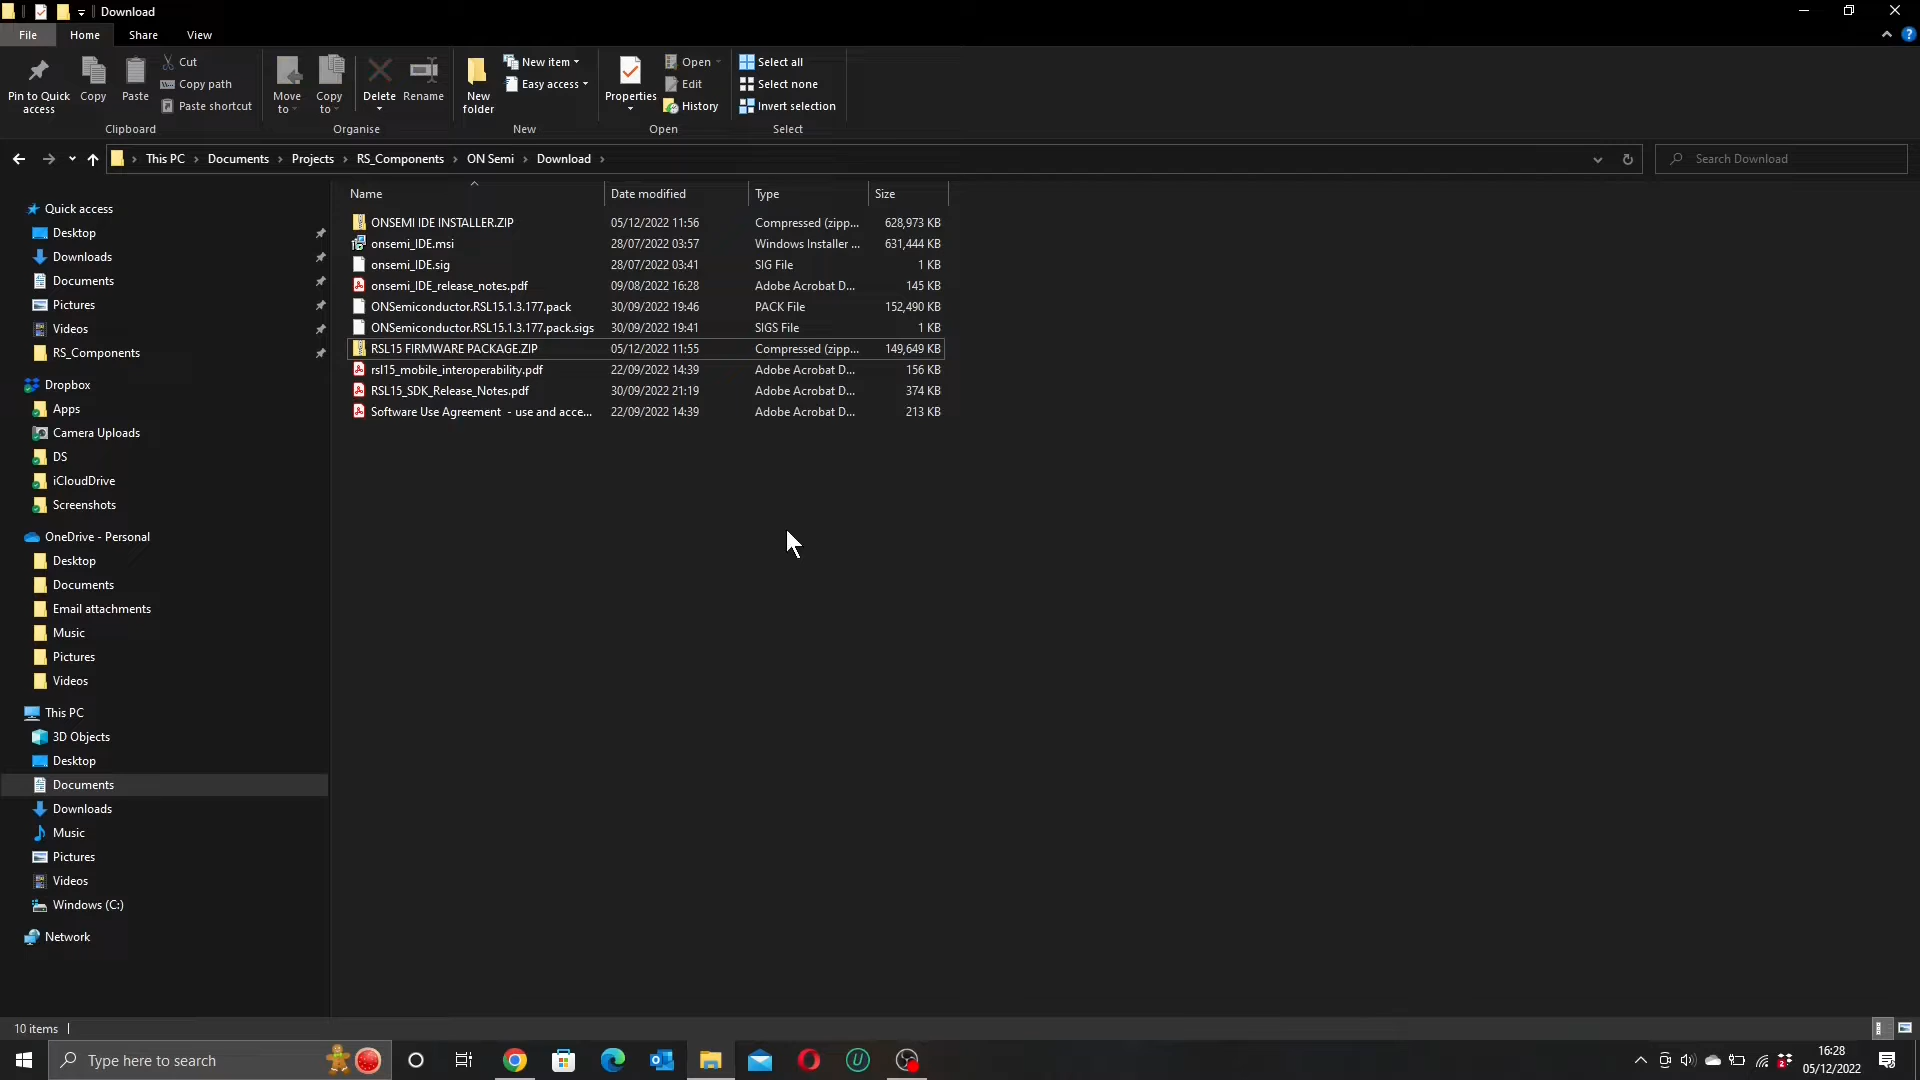 Download
File Home Share View
Pin to Quick access
Copy
Paste
Cut
Copy path
Paste shortcut
Clipboard
Move to
Copy to
Delete
Rename
Organise
New folder
New item
Easy access
New
Properties
Open
Edit
History
Open
Select all
Select none
Invert selection
Select
This PC > Documents > Projects > RS_Components > ON Semi > Download >
Search Download
Name Date modified Type Size
ONSEMI IDE INSTALLER.ZIP 05/12/2022 11:56 Compressed (zipp... 628,973 KB
onsemi_IDE.msi 28/07/2022 03:57 Windows Installer ... 631,444 KB
onsemi_IDE.sig 28/07/2022 03:41 SIG File 1 KB
onsemi_IDE_release_notes.pdf 09/08/2022 16:28 Adobe Acrobat D... 145 KB
ONSemiconductor.RSL15.1.3.177.pack 30/09/2022 19:46 PACK File 152,490 KB
ONSemiconductor.RSL15.1.3.177.pack.sigs 30/09/2022 19:41 SIGS File 1 KB
RSL15 FIRMWARE PACKAGE.ZIP 05/12/2022 11:55 Compressed (zipp... 149,649 KB
rsl15_mobile_interoperability.pdf 22/09/2022 14:39 Adobe Acrobat D... 156 KB
RSL15_SDK_Release_Notes.pdf 30/09/2022 21:19 Adobe Acrobat D... 374 KB
Software Use Agreement - use and acce... 22/09/2022 14:39 Adobe Acrobat D... 213 KB
Quick access
Desktop
Downloads
Documents
Pictures
Videos
RS_Components
Dropbox
Apps
Camera Uploads
DS
iCloudDrive
Screenshots
OneDrive - Personal
Desktop
Documents
Email attachments
Music
Pictures
Videos
This PC
3D Objects
Desktop
Documents
Downloads
Music
Pictures
Videos
Windows (C:)
Network
10 items
Type here to search
16:28
05/12/2022